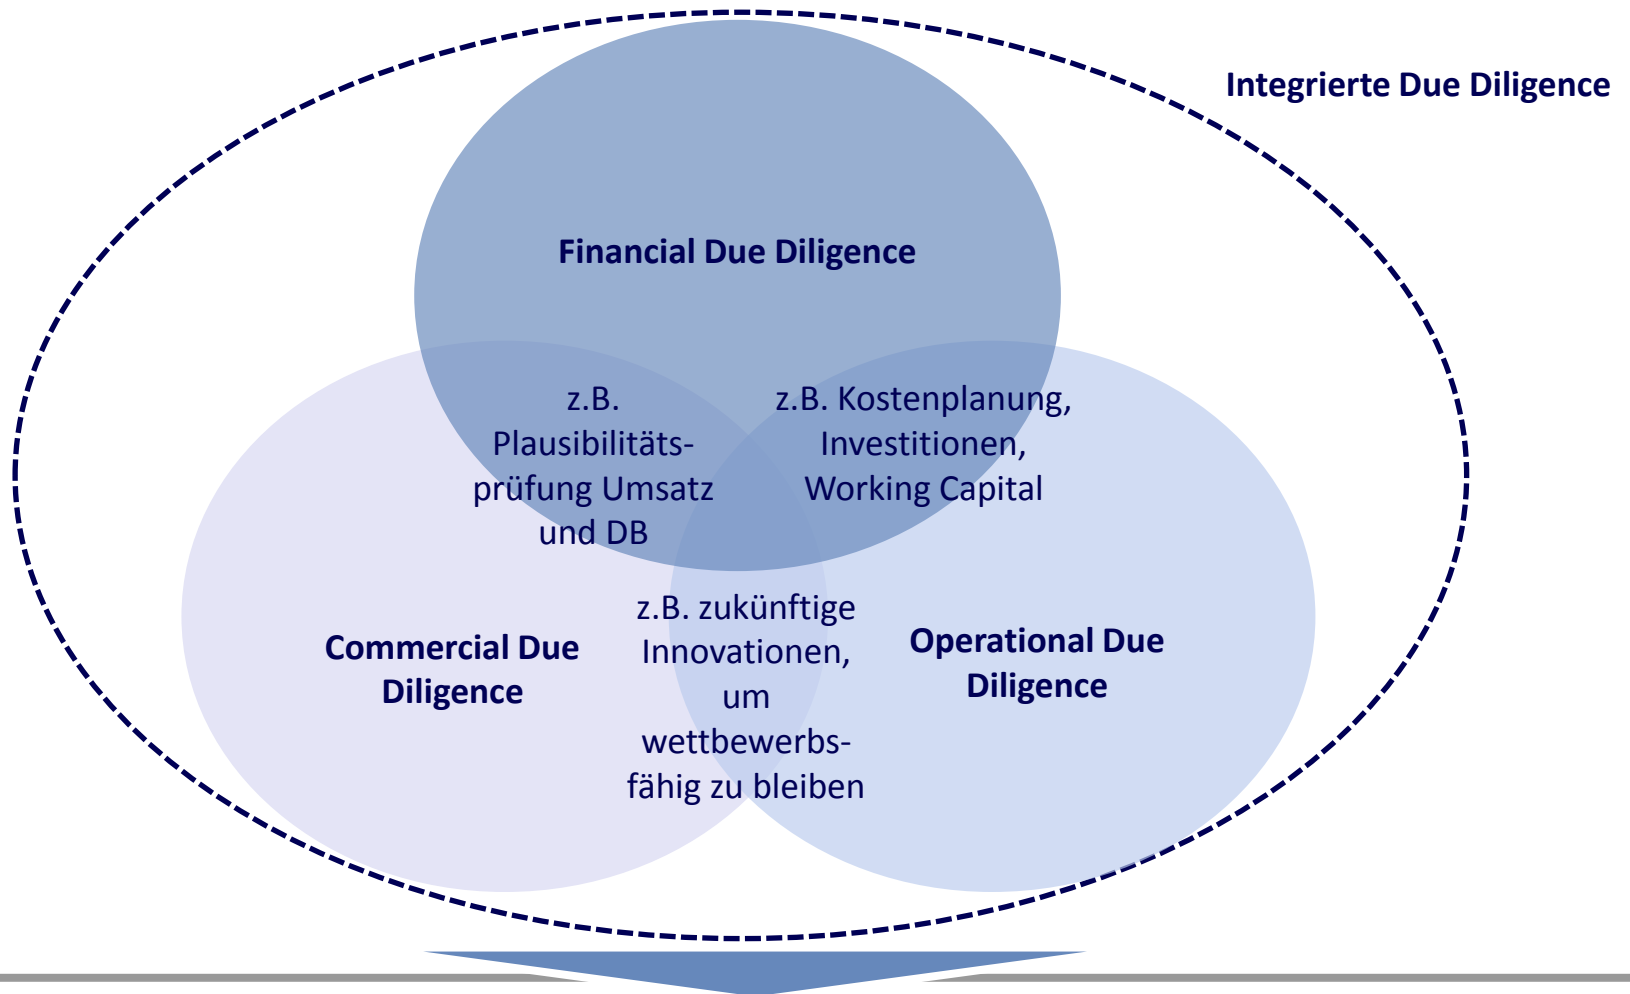 Integrierte Due Diligence
Financial Due Diligence
z.B.
Plausibilitäts-
prüfung Umsatz
und DB
z.B. Kostenplanung,
Investitionen,
Working Capital
Commercial Due
Diligence
z.B. zukünftige
Innovationen,
um
wettbewerbs-
fähig zu bleiben
Operational Due
Diligence